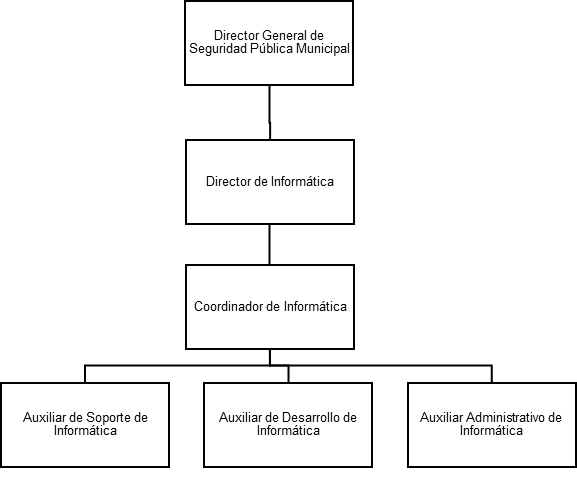 Director General de
Seguridad Pública Municipal
Director de Informática
Coordinador de Informática
Auxiliar de Soporte de
Informática
Auxiliar de Desarrollo de
Informática
Auxiliar Administrativo de
Informática